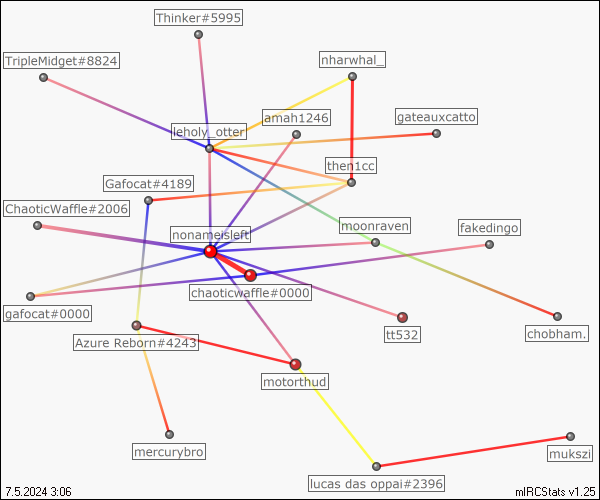 Thinker#5995
TripleMidget#8824
nharwhal_
amah1246
gateauxcatto
leholy_otter
then1cc
Gafocat#4189
ChaoticWaffle#2006
nonameisleft
moonraven
fakedingo
chaoticwaffle#0000
gafocat#0000
tt532
chobham.
Azure Reborn#4243
motorthud
mercurybro
mukszi
lucas das oppai#2396
7.5.2024 3:06
mIRCStats v1.25